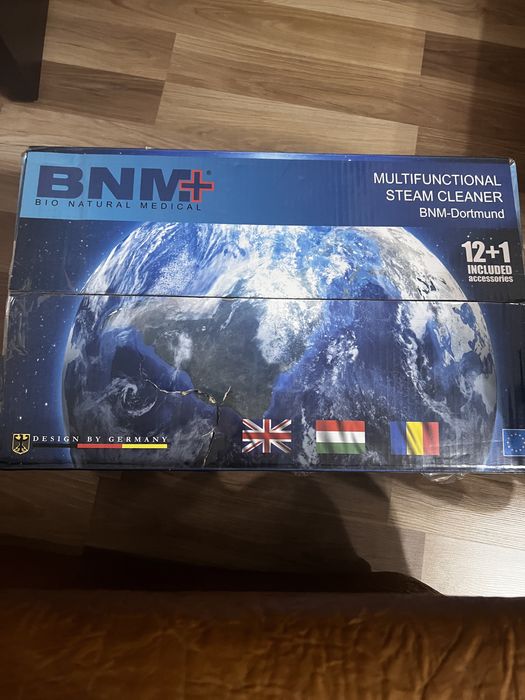 BNM+®
BIO NATURAL MEDICAL
MULTIFUNCTIONAL
STEAM CLEANER
BNM-Dortmund
12+1
INCLUDED
accessories
DESIGN BY GERMANY